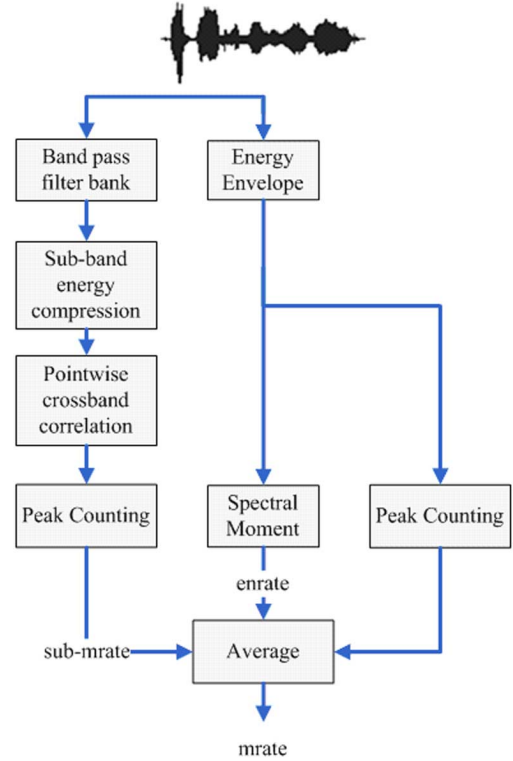 Band pass
filter bank
Energy
Envelope
Sub-band
energy
compression
Pointwise
crossband
correlation
Peak Counting
Spectral
Moment
Peak Counting
enrate
sub-mrate
Average
mrate